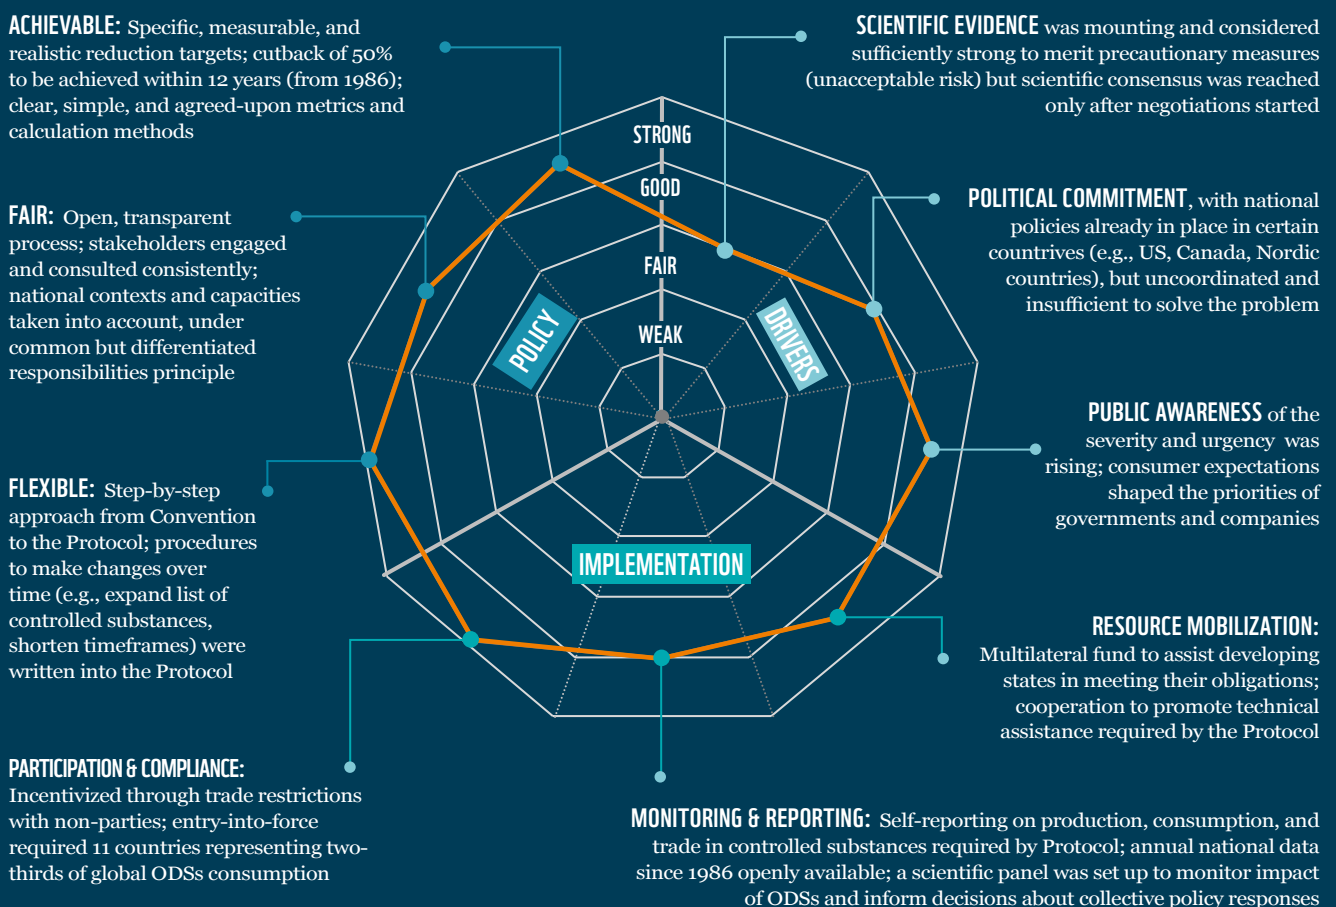 ACHIEVABLE: Specific, measurable, and
realistic reduction targets; cutback of 50%
to be achieved within 12 years (from 1986);
clear, simple, and agreed-upon metrics and
calculation methods
SCIENTIFIC EVIDENCE was mounting and considered
sufficiently strong to merit precautionary measures
(unacceptable risk) but scientific consensus was reached
only after negotiations started
FAIR: Open, transparent
process; stakeholders engaged
and consulted consistently;
national contexts and capacities
taken into account, under
common but differentiated
responsibilities principle
POLITICAL COMMITMENT, with national
policies already in place in certain
countrives (e.g., US, Canada, Nordic
countries), but uncoordinated and
insufficient to solve the problem
STRONG
GOOD
FAIR
WEAK
POLICY
DRIVERS
IMPLEMENTATION
PUBLIC AWARENESS of the
severity and urgency was
rising; consumer expectations
shaped the priorities of
governments and companies
FLEXIBLE: Step-by-step
approach from Convention
to the Protocol; procedures
to make changes over
time (e.g., expand list of
controlled substances,
shorten timeframes) were
written into the Protocol
RESOURCE MOBILIZATION:
Multilateral fund to assist developing
states in meeting their obligations;
cooperation to promote technical
assistance required by the Protocol
PARTICIPATION & COMPLIANCE:
Incentivized through trade restrictions
with non-parties; entry-into-force
required 11 countries representing two-
thirds of global ODSs consumption
MONITORING & REPORTING: Self-reporting on production, consumption, and
trade in controlled substances required by Protocol; annual national data
since 1986 openly available; a scientific panel was set up to monitor impact
of ODSs and inform decisions about collective policy responses